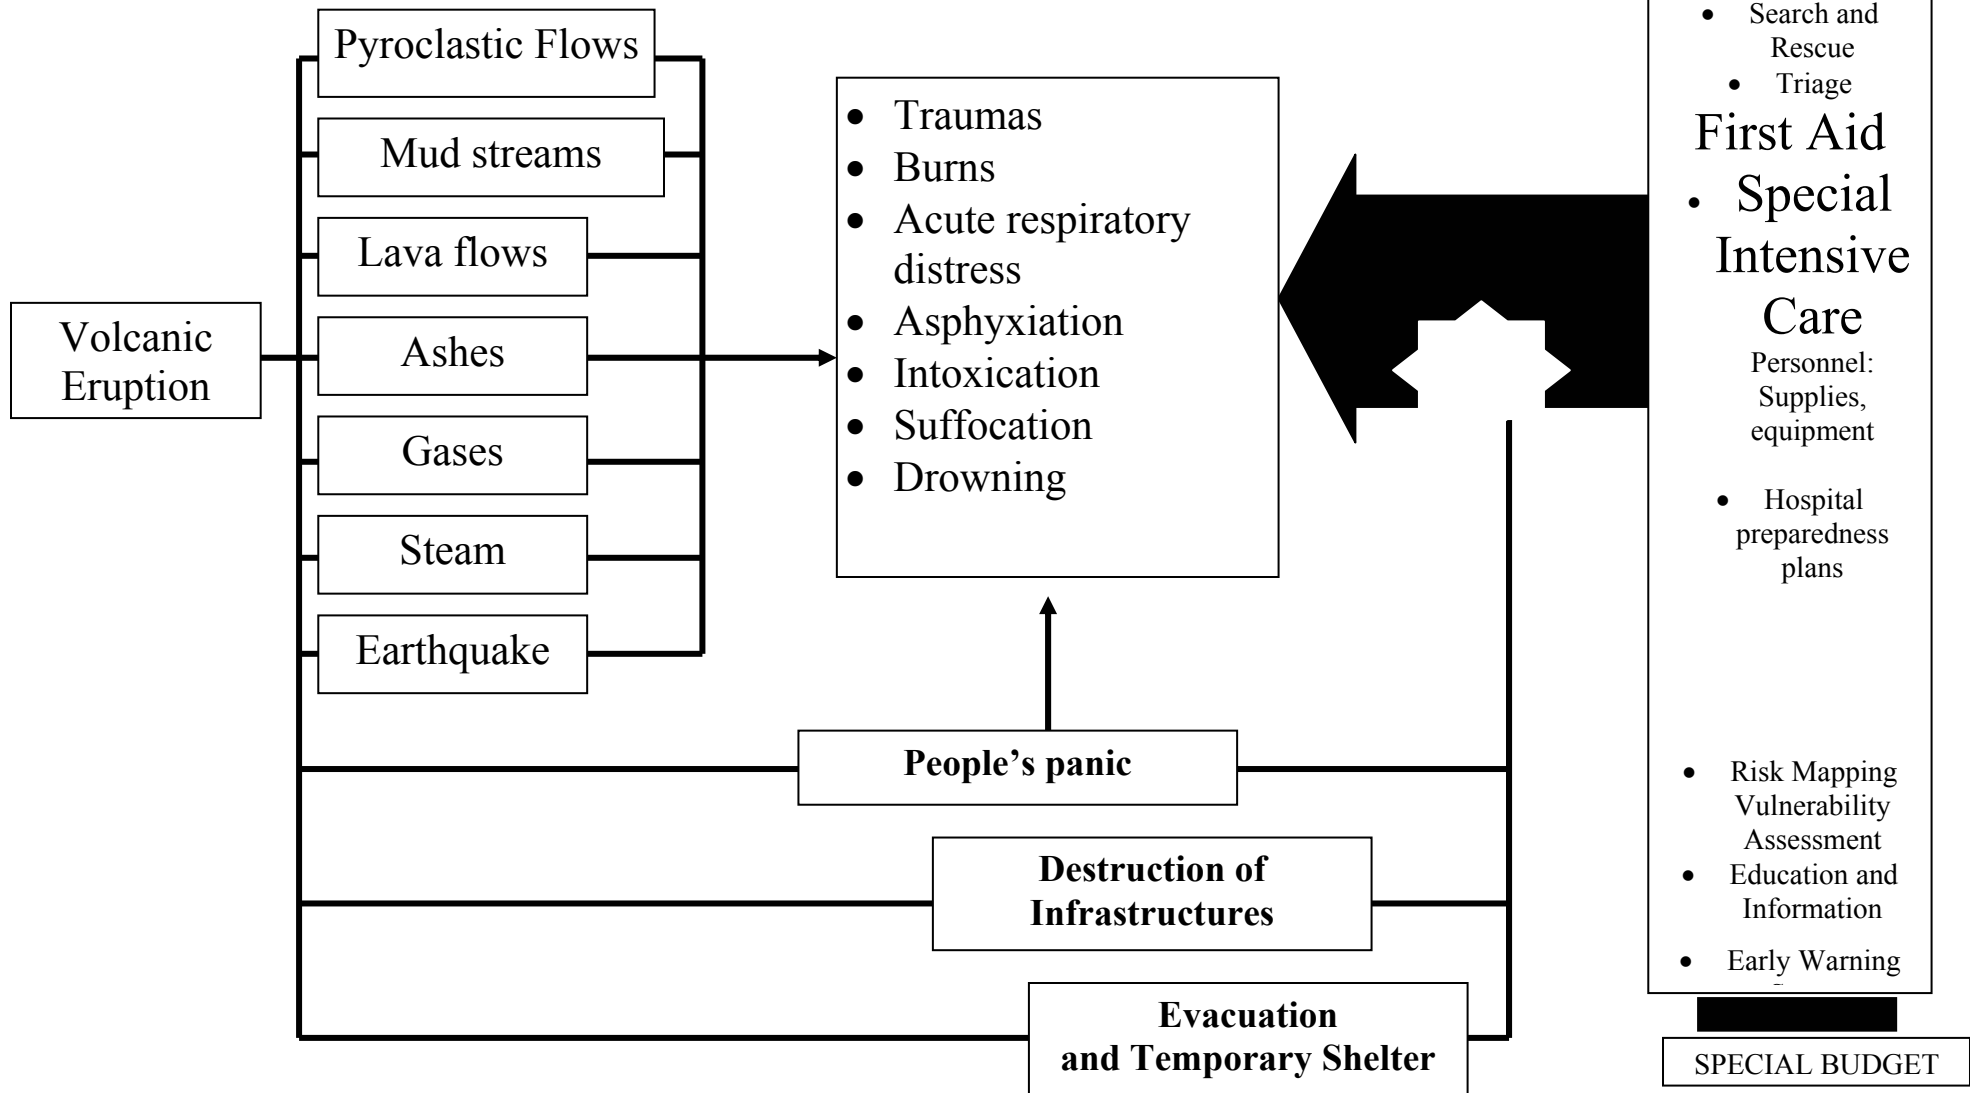 Volcanic
Eruption
Pyroclastic Flows
Mud streams
Lava flows
Ashes
Gases
Steam
Earthquake
• Traumas
• Burns
• Acute respiratory
distress
• Asphyxiation
• Intoxication
• Suffocation
• Drowning
People’s panic
Destruction of
Infrastructures
Evacuation
and Temporary Shelter
• Search and
Rescue
• Triage
First Aid
• Special
Intensive
Care
Personnel:
Supplies,
equipment
• Hospital
preparedness
plans
• Risk Mapping
Vulnerability
Assessment
• Education and
Information
• Early Warning
SPECIAL BUDGET